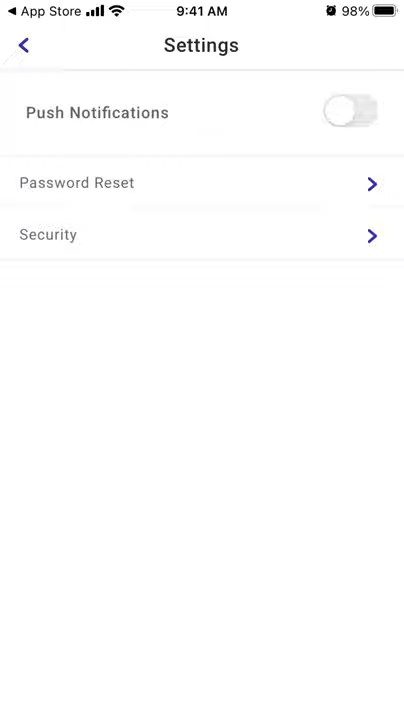 ◀ App Store 9:41 AM 98%
Settings
Push Notifications
Password Reset
Security